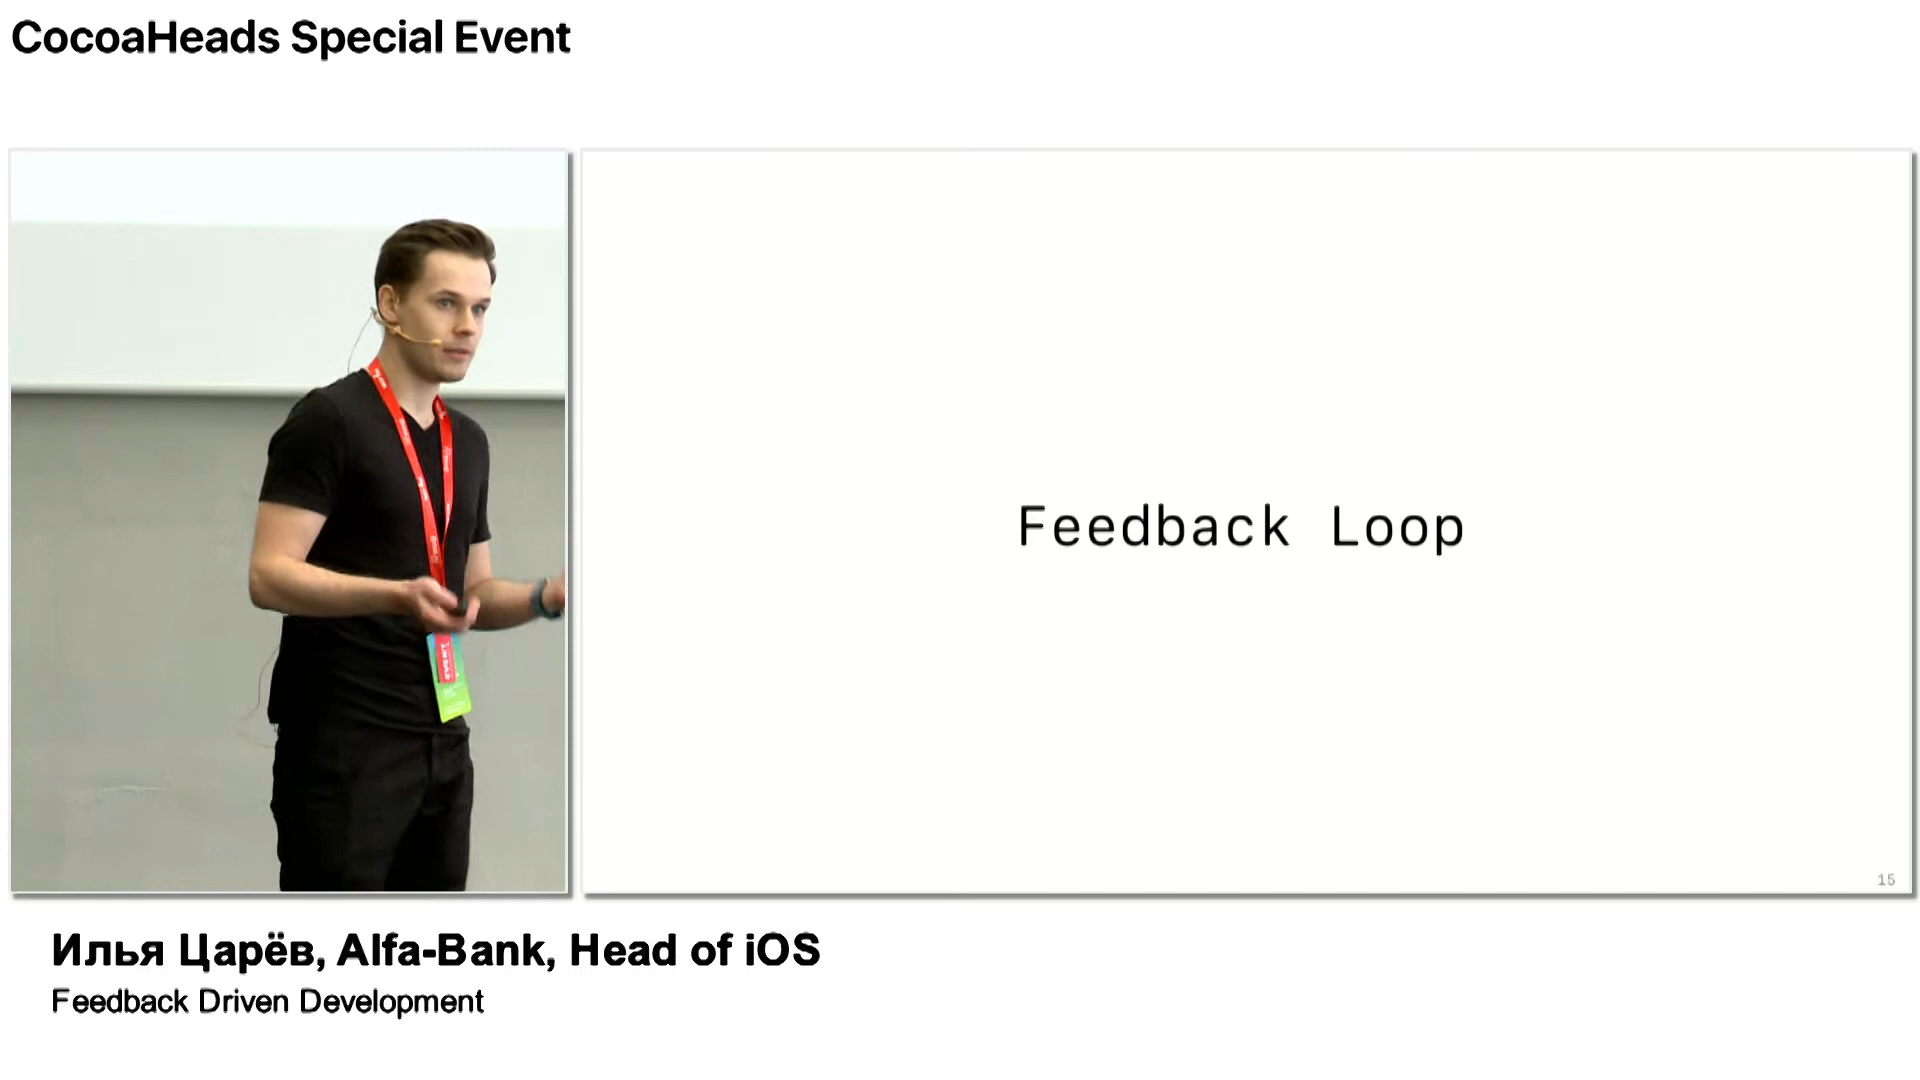 CocoaHeads Special Event
Feedback Loop
15
Илья Царёв, Alfa-Bank, Head of iOS
Feedback Driven Development